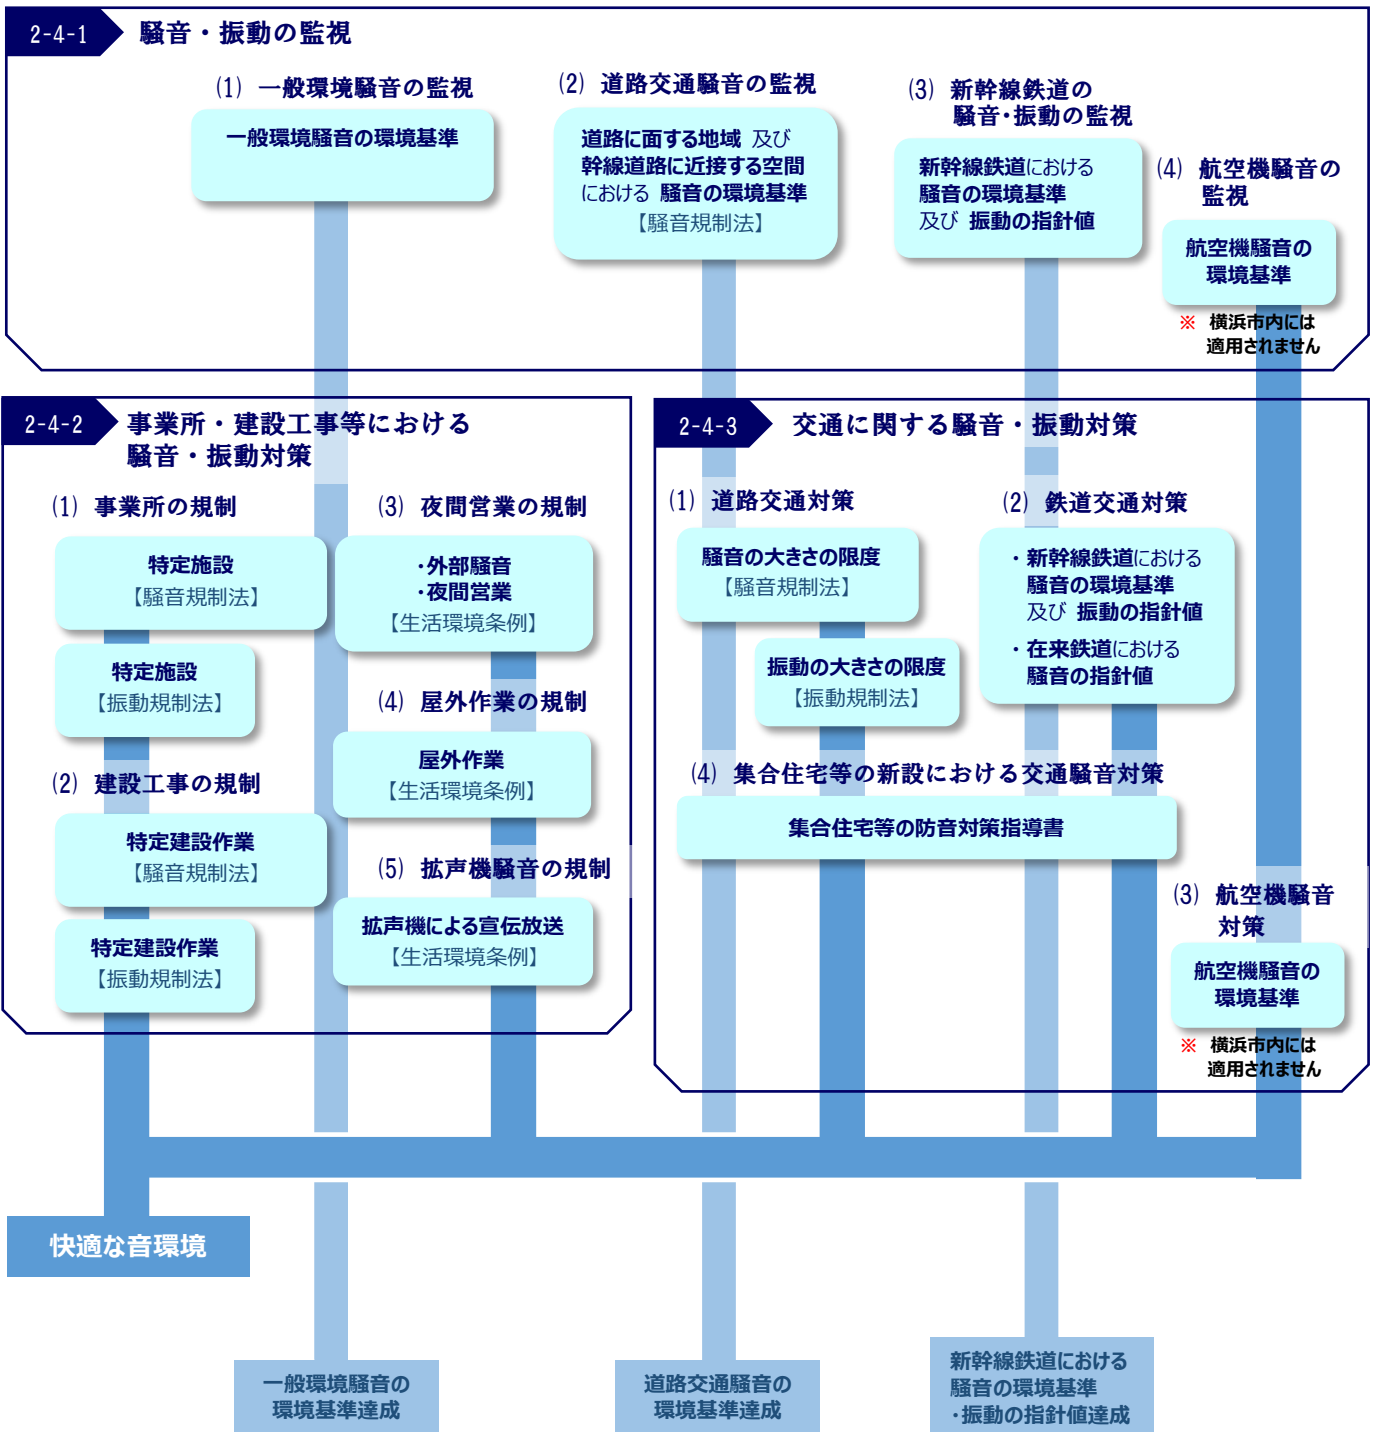 2-4-1 騒音・振動の監視
(1) 一般環境騒音の監視
一般環境騒音の環境基準
(2) 道路交通騒音の監視
道路に面する地域 及び
幹線道路に近接する空間
における 騒音の環境基準
【騒音規制法】
(3) 新幹線鉄道の
騒音・振動の監視
新幹線鉄道における
騒音の環境基準
及び 振動の指針値
(4) 航空機騒音の
監視
航空機騒音の
環境基準
※ 横浜市内には
適用されません
2-4-2 事業所・建設工事等における
騒音・振動対策
(1) 事業所の規制
特定施設
【騒音規制法】
特定施設
【振動規制法】
(2) 建設工事の規制
特定建設作業
【騒音規制法】
特定建設作業
【振動規制法】
(3) 夜間営業の規制
・外部騒音
・夜間営業
【生活環境条例】
(4) 屋外作業の規制
屋外作業
【生活環境条例】
(5) 拡声機騒音の規制
拡声機による宣伝放送
【生活環境条例】
2-4-3 交通に関する騒音・振動対策
(1) 道路交通対策
騒音の大きさの限度
【騒音規制法】
振動の大きさの限度
【振動規制法】
(2) 鉄道交通対策
・新幹線鉄道における
騒音の環境基準
及び 振動の指針値
・在来鉄道における
騒音の指針値
(4) 集合住宅等の新設における交通騒音対策
集合住宅等の防音対策指導書
(3) 航空機騒音
対策
航空機騒音の
環境基準
※ 横浜市内には
適用されません
快適な音環境
一般環境騒音の
環境基準達成
道路交通騒音の
環境基準達成
新幹線鉄道における
騒音の環境基準
・振動の指針値達成